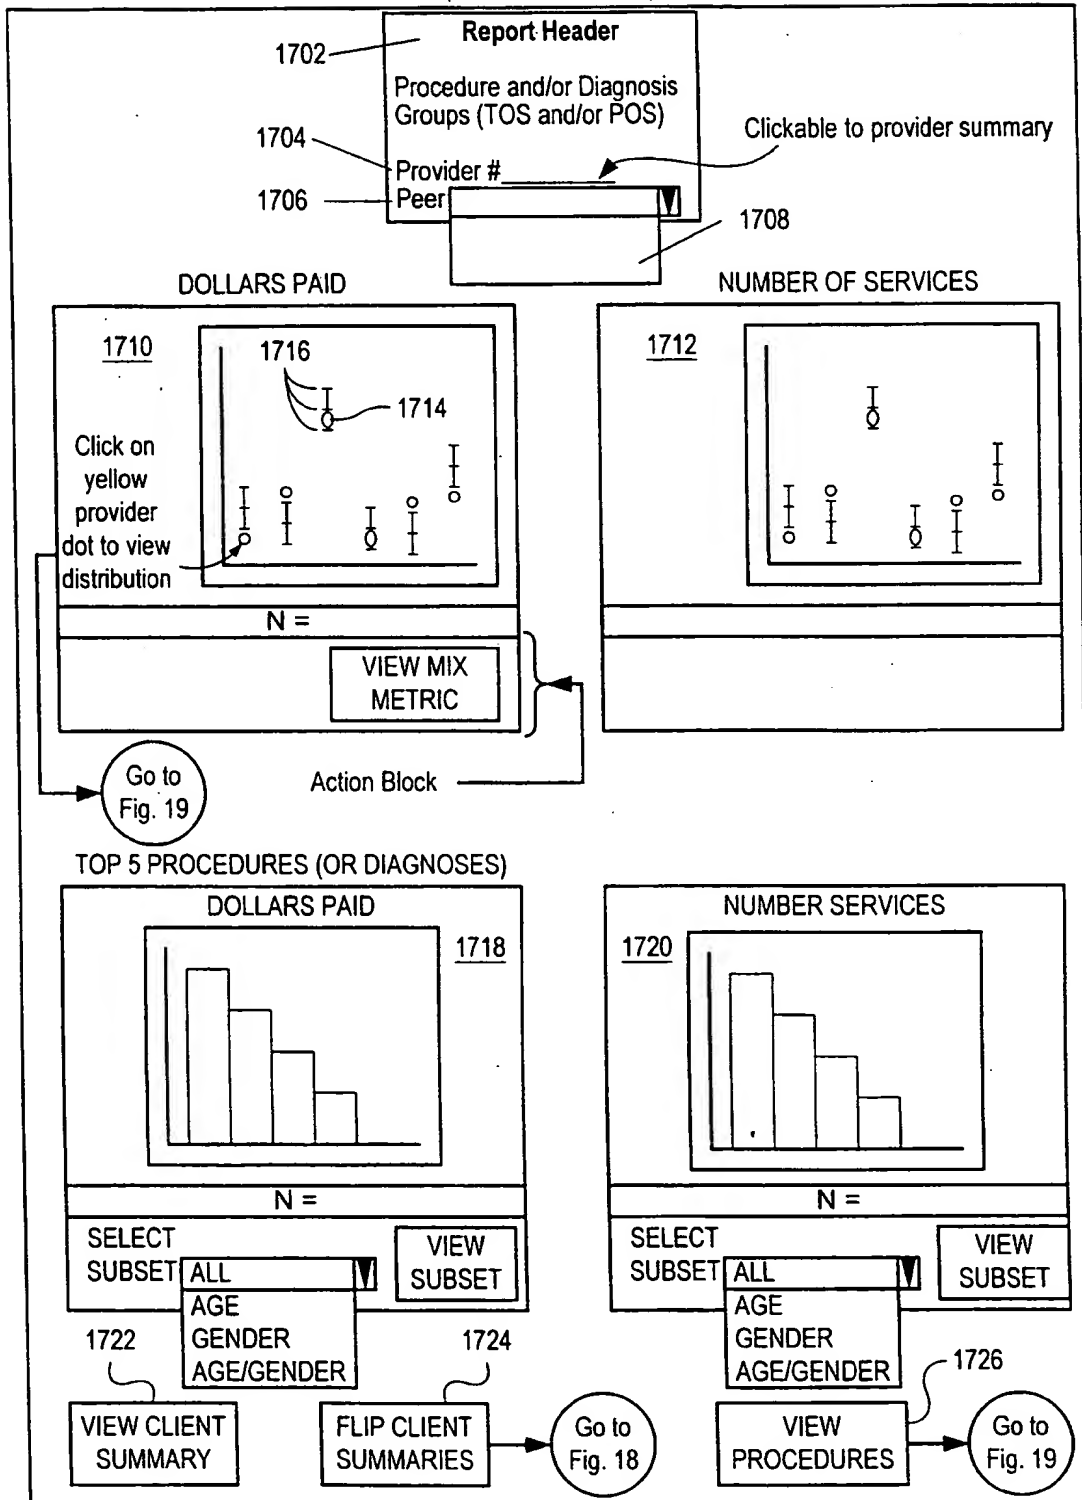 Report Header
1702
Procedure and/or Diagnosis
Groups (TOS and/or POS)
Clickable to provider summary
1704
Provider #
1706
Peer
1708
DOLLARS PAID
NUMBER OF SERVICES
1710
1716
1714
Click on
yellow
provider
dot to view
distribution
N =
VIEW MIX
METRIC
1712
Action Block
Go to
Fig. 19
TOP 5 PROCEDURES (OR DIAGNOSES)
DOLLARS PAID
1718
N =
SELECT
SUBSET
ALL
AGE
GENDER
AGE/GENDER
VIEW
SUBSET
NUMBER SERVICES
1720
N =
SELECT
SUBSET
ALL
AGE
GENDER
AGE/GENDER
VIEW
SUBSET
1722
VIEW CLIENT
SUMMARY
1724
FLIP CLIENT
SUMMARIES
Go to
Fig. 18
1726
VIEW
PROCEDURES
Go to
Fig. 19